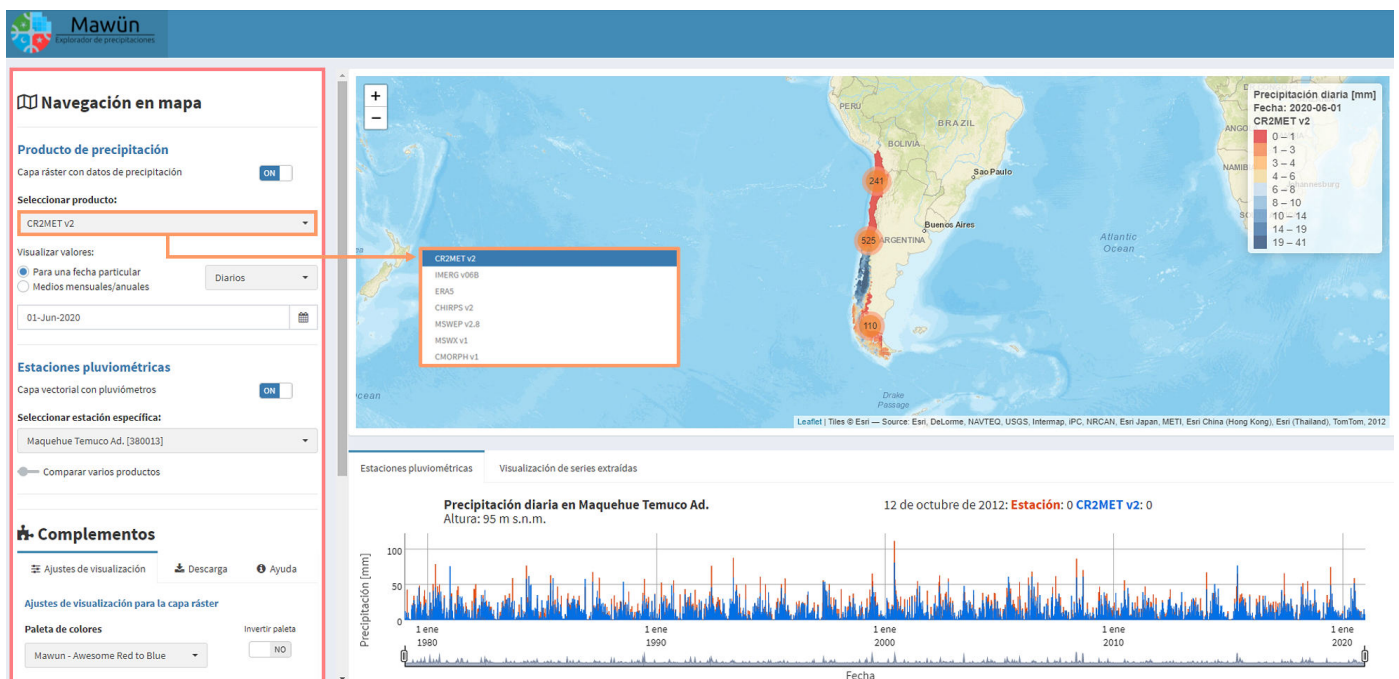 Mawün
Explorador de precipitaciones
Navegación en mapa
Producto de precipitación
Capa ráster con datos de precipitación
ON
Seleccionar producto:
CR2MET v2
Visualizar valores:
Para una fecha particular
Medios mensuales/anuales
Diarios
01-Jun-2020
Estaciones pluviométricas
Capa vectorial con pluviómetros
ON
Seleccionar estación específica:
Maquehue Temuco Ad. [380013]
Comparar varios productos
Complementos
Ajustes de visualización
Descarga
Ayuda
Ajustes de visualización para la capa ráster
Paleta de colores
Invertir paleta
Mawun - Awesome Red to Blue
NO
CR2MET v2
IMERG v06B
ERA5
CHIRPS v2
MSWEP v2.8
MSWX v1
CMORPH v1
+
−
PERU
BRAZIL
BOLIVIA
Sao Paulo
241
525
ARGENTINA
Buenos Aires
110
Atlantic
Ocean
Drake
Passage
cean
ANGO
NAMIB
Johannesburg
Precipitación diaria [mm]
Fecha: 2020-06-01
CR2MET v2
0 – 1
1 – 3
3 – 4
4 – 6
6 – 8
8 – 10
10 – 14
14 – 19
19 – 41
Leaflet | Tiles © Esri — Source: Esri, DeLorme, NAVTEQ, USGS, Intermap, iPC, NRCAN, Esri Japan, METI, Esri China (Hong Kong), Esri (Thailand), TomTom, 2012
Estaciones pluviométricas
Visualización de series extraídas
Precipitación diaria en Maquehue Temuco Ad.
Altura: 95 m s.n.m.
12 de octubre de 2012: Estación: 0 CR2MET v2: 0
Precipitación [mm]
100
50
0
1 ene
1980
1 ene
1990
1 ene
2000
1 ene
2010
1 ene
2020
Fecha